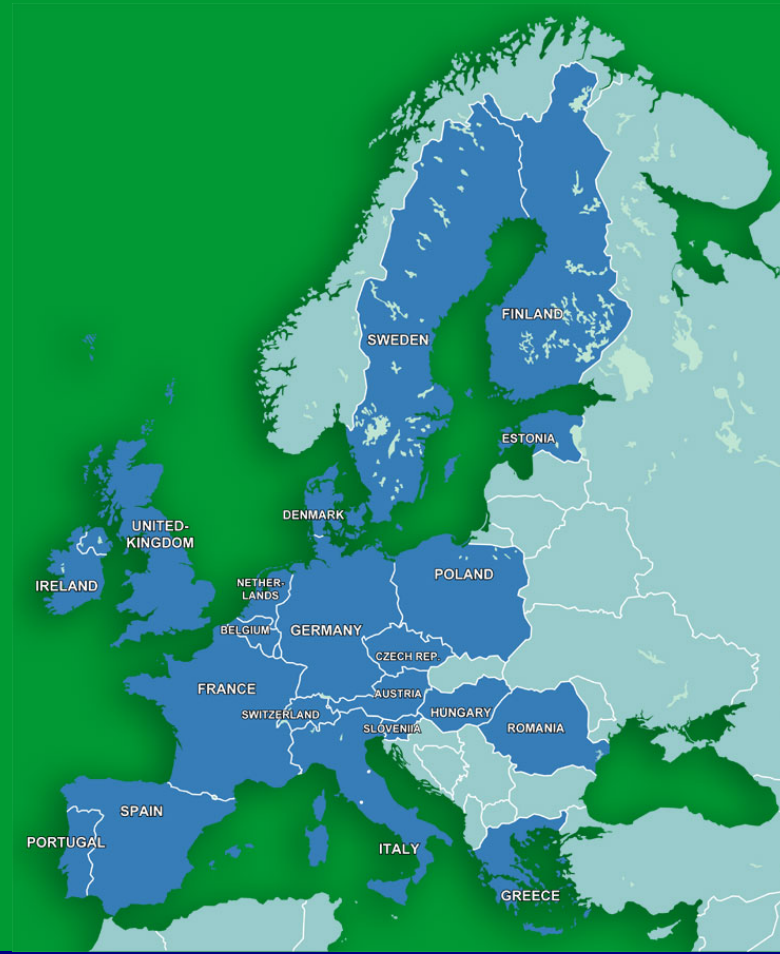 FINLAND
SWEDEN
ESTONIA
DENMARK
UNITED-
KINGDOM
IRELAND
NETHER-
LANDS
POLAND
BELGIUM
GERMANY
CZECH REP.
FRANCE
AUSTRIA
SWITZERLAND
HUNGARY
SLOVENIIA
ROMANIA
SPAIN
PORTUGAL
ITALY
GREECE